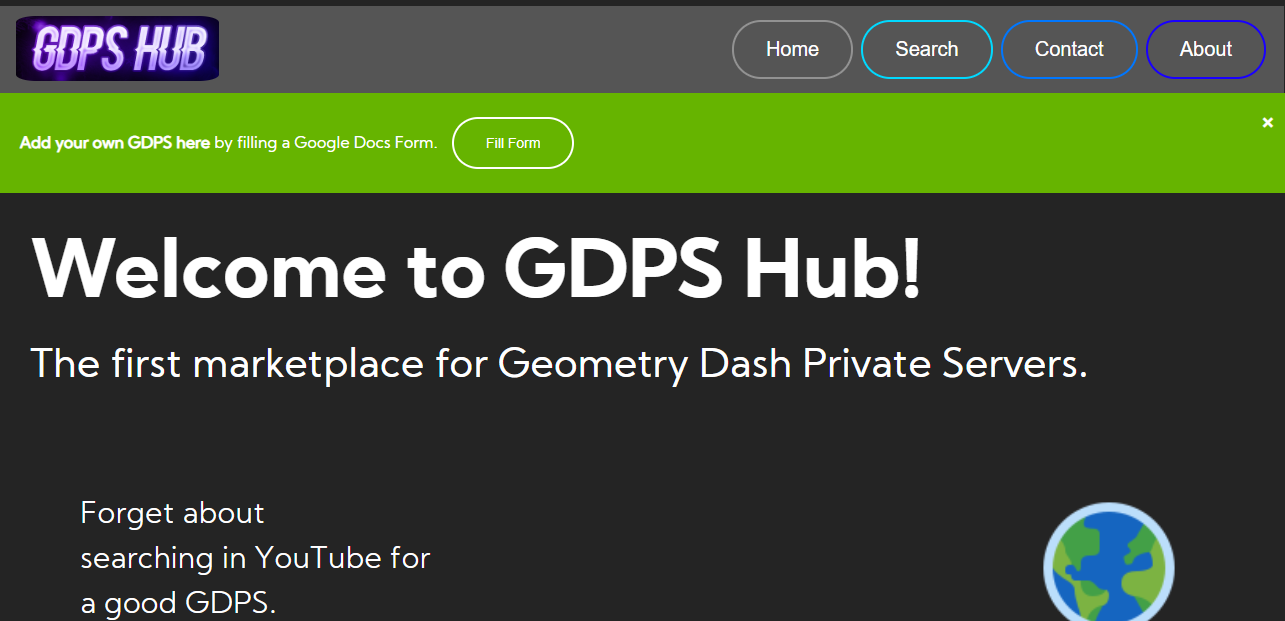 GDPS HUB
Home
Search
Contact
About
Add your own GDPS here by filling a Google Docs Form.
Fill Form
×
Welcome to GDPS Hub!
The first marketplace for Geometry Dash Private Servers.
Forget about
searching in YouTube for
a good GDPS.